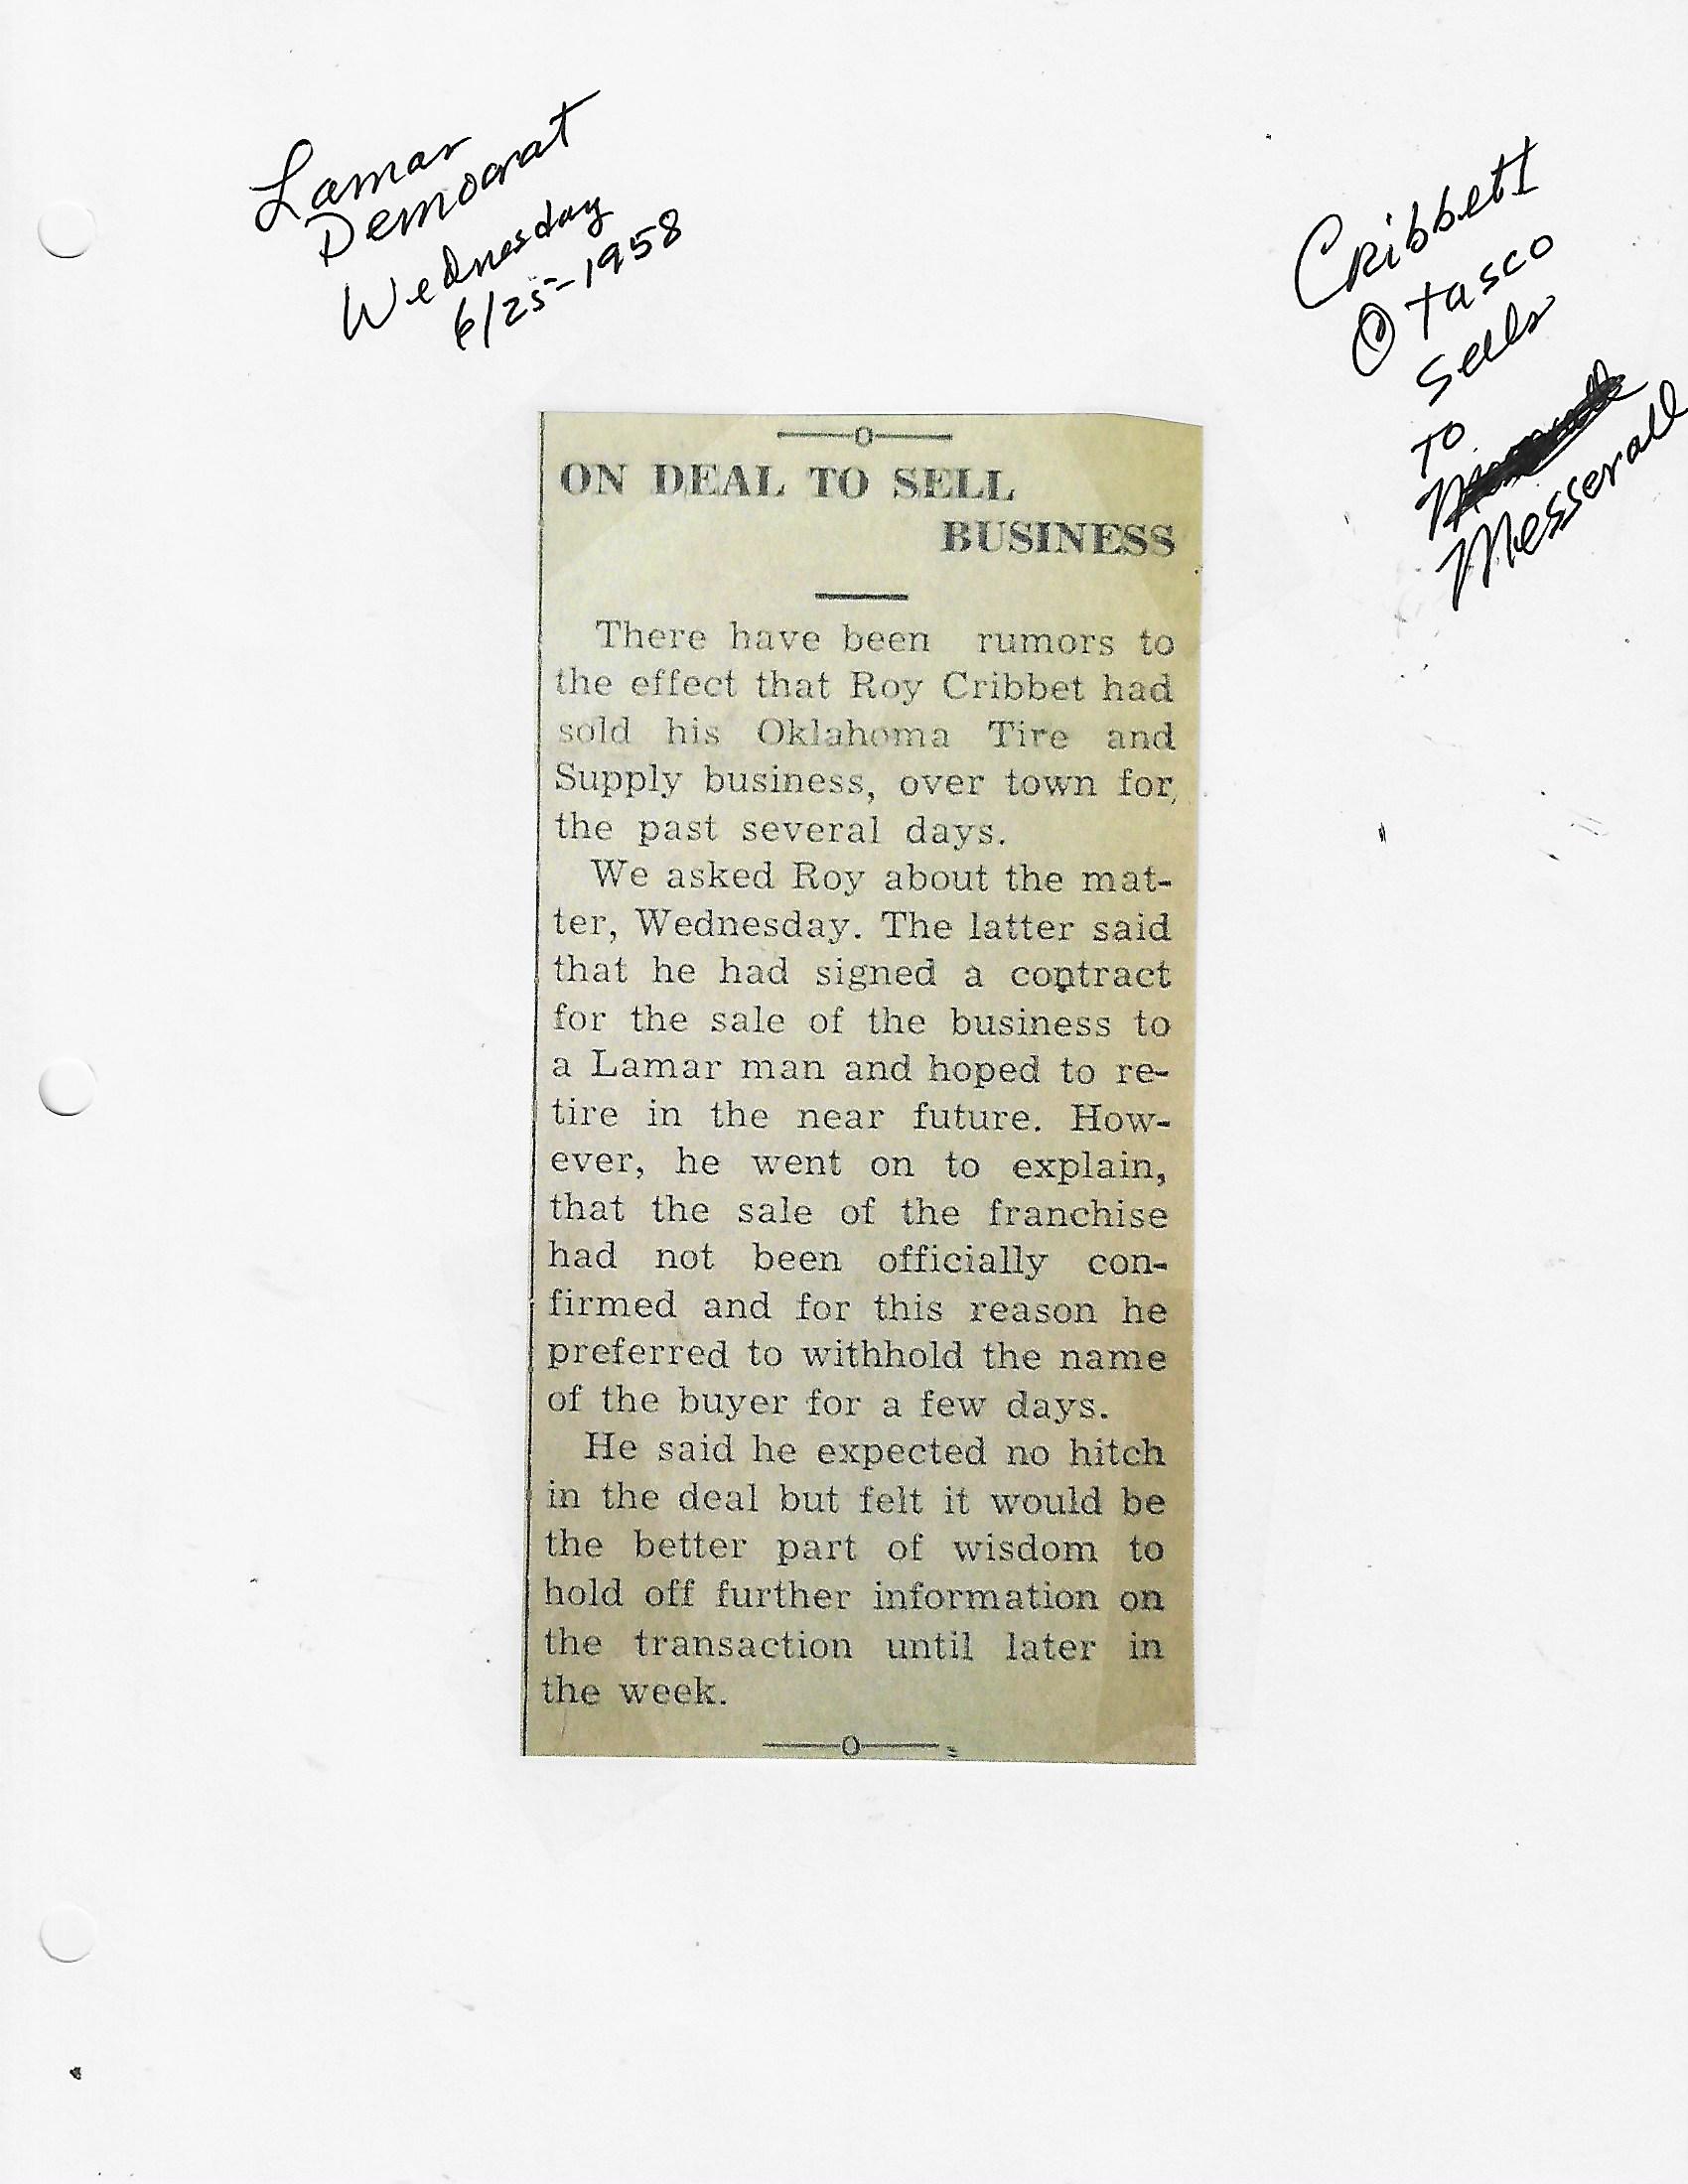 Lamar
Democrat
Wednesday
6/25-1958
Cribbett
Otasco
Sells
TO
Messerall
—O—
ON DEAL TO SELL
BUSINESS
There have been rumors to
the effect that Roy Cribbet had
sold his Oklahoma Tire and
Supply business, over town for
the past several days.
We asked Roy about the mat-
ter, Wednesday. The latter said
that he had signed a contract
for the sale of the business to
a Lamar man and hoped to re-
tire in the near future. How-
ever, he went on to explain,
that the sale of the franchise
had not been officially con-
firmed and for this reason he
preferred to withhold the name
of the buyer for a few days.
He said he expected no hitch
in the deal but felt it would be
the better part of wisdom to
hold off further information on
the transaction until later in
the week.
—O—